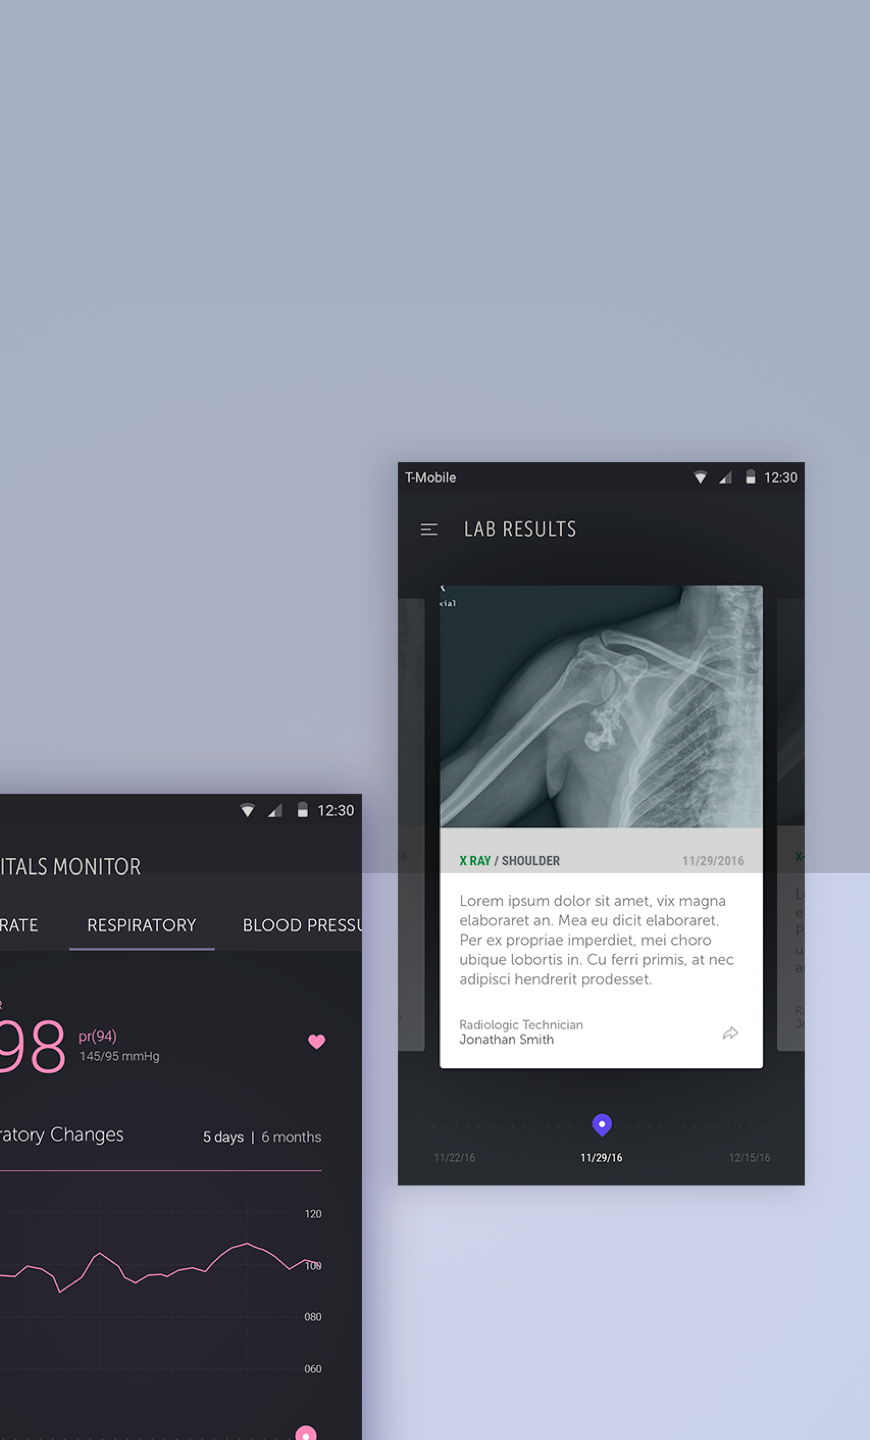 T-Mobile 12:30
LAB RESULTS
xial
X RAY / SHOULDER 11/29/2016
Lorem ipsum dolor sit amet, vix magna
elaboraret an. Mea eu dicit elaboraret.
Per ex propriae imperdiet, mei choro
ubique lobortis in. Cu ferri primis, at nec
adipisci hendrerit prodesset.
Radiologic Technician
Jonathan Smith
11/22/16 11/29/16 12/15/16
12:30
ITALS MONITOR
RATE RESPIRATORY BLOOD PRESSU
98 pr(94)
145/95 mmHg
ratory Changes 5 days | 6 months
120
100
080
060